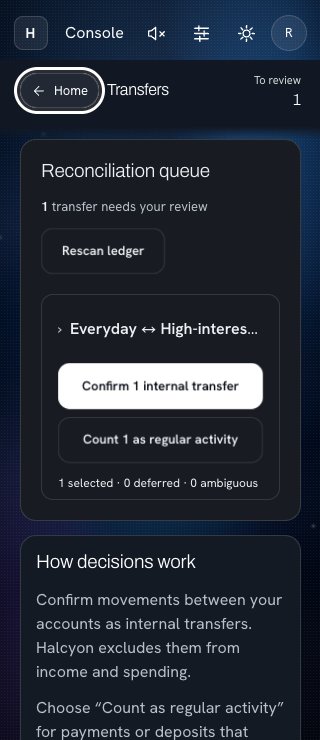 H Console R
← Home Transfers
To review
1
Reconciliation queue
1 transfer needs your review
Rescan ledger
› Everyday ↔ High-interes...
Confirm 1 internal transfer
Count 1 as regular activity
1 selected · 0 deferred · 0 ambiguous
How decisions work
Confirm movements between your
accounts as internal transfers.
Halcyon excludes them from
income and spending.
Choose “Count as regular activity”
for payments or deposits that